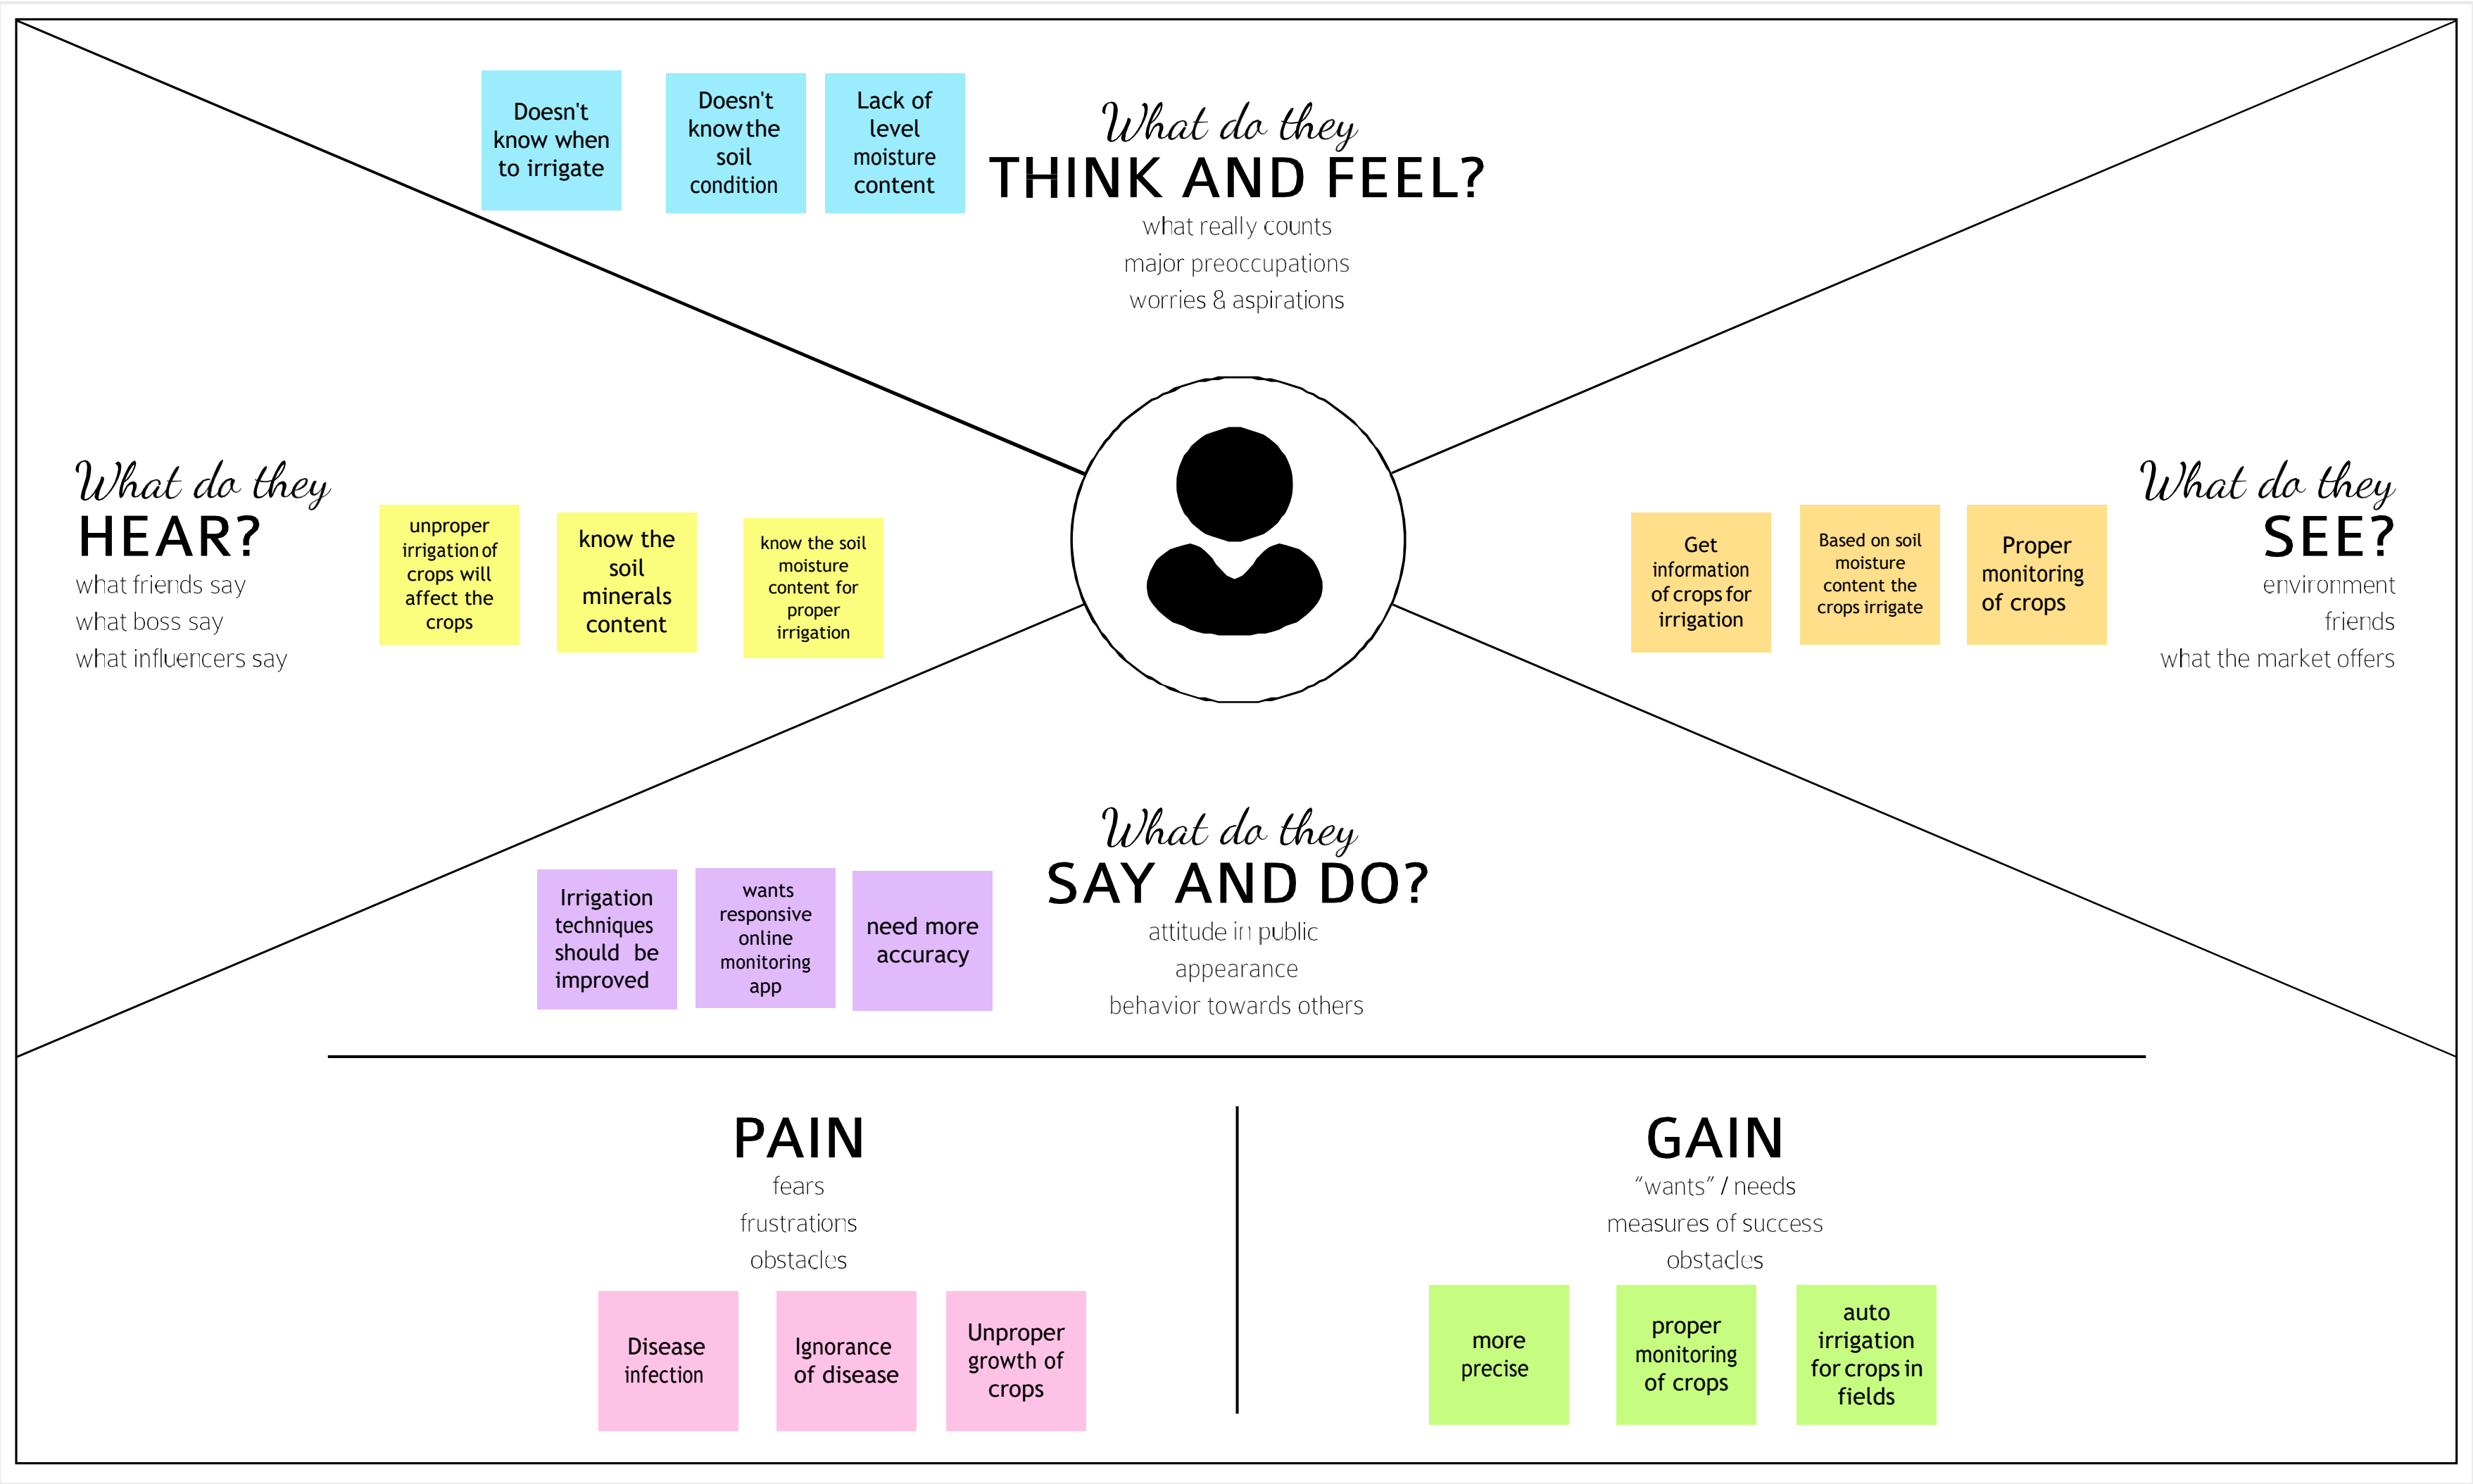 Doesn't
know when
to irrigate
Doesn't
know the
soil
condition
Lack of
level
moisture
content
What do they
THINK AND FEEL?
what really counts
major preoccupations
worries & aspirations
What do they
HEAR?
what friends say
what boss say
what influencers say
unproper
irrigation of
crops will
affect the
crops
know the
soil
minerals
content
know the soil
moisture
content for
proper
irrigation
Get
information
of crops for
irrigation
Based on soil
moisture
content the
crops irrigate
Proper
monitoring
of crops
What do they
SEE?
environment
friends
what the market offers
What do they
SAY AND DO?
attitude in public
appearance
behavior towards others
Irrigation
techniques
should be
improved
wants
responsive
online
monitoring
app
need more
accuracy
PAIN
fears
frustrations
obstacles
Disease
infection
Ignorance
of disease
Unproper
growth of
crops
GAIN
“wants” / needs
measures of success
obstacles
more
precise
proper
monitoring
of crops
auto
irrigation
for crops in
fields